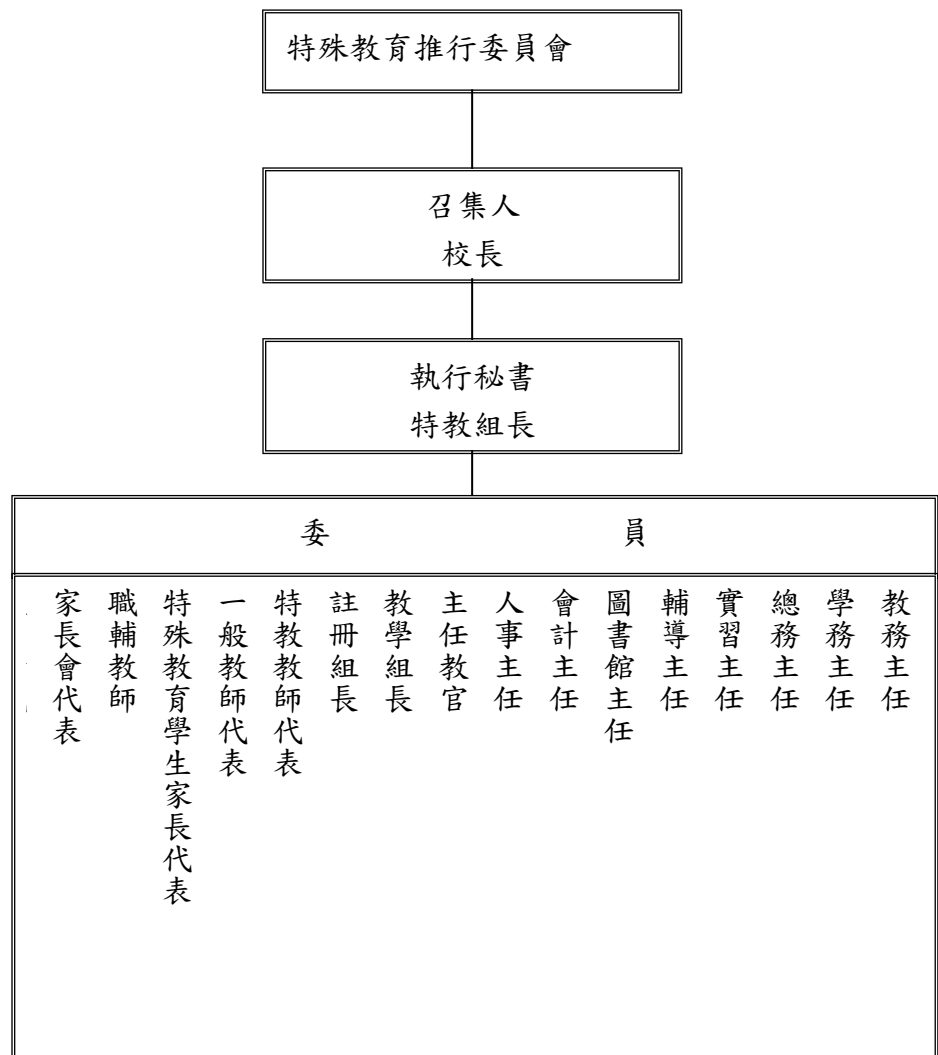 特殊教育推行委員會
召集人
校長
執行秘書
特教組長
委員
教務主任
學務主任
總務主任
實習主任
輔導主任
圖書館主任
會計主任
人事主任
主任教官
教學組長
註冊組長
特教教師代表
一般教師代表
特殊教育學生家長代表
職輔教師
家長會代表